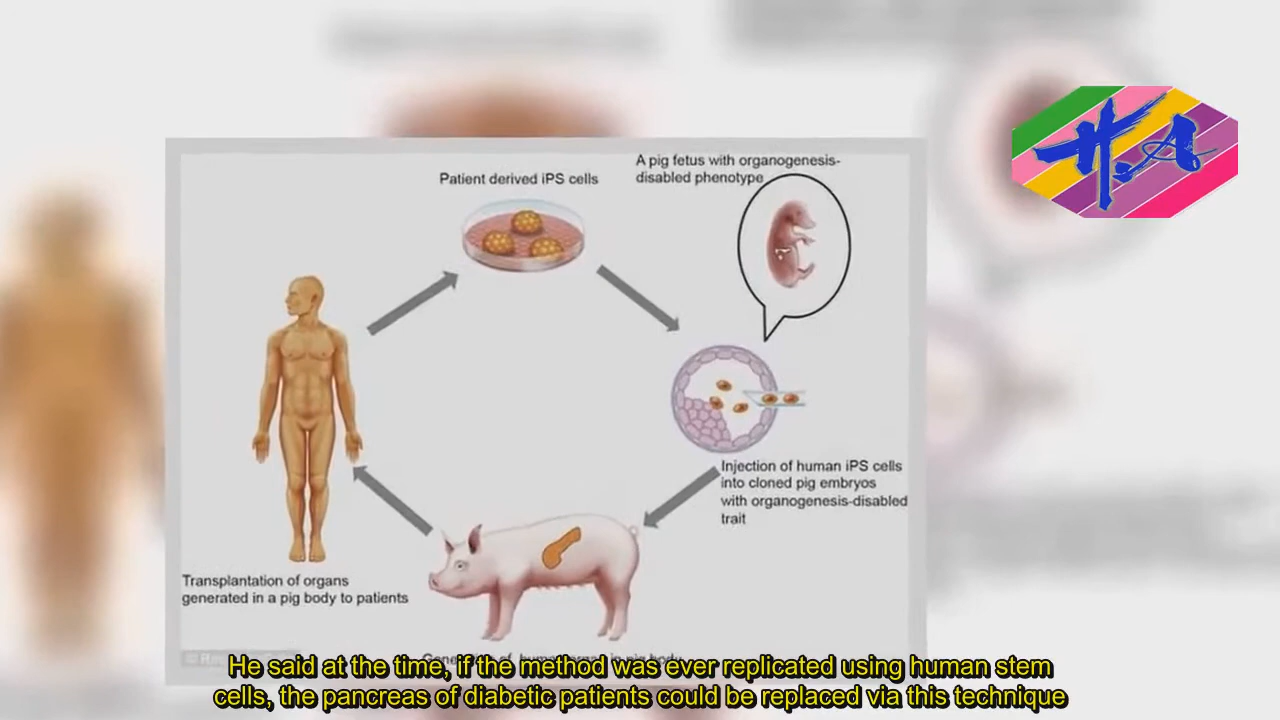 Patient derived iPS cells
A pig fetus with organogenesis-
disabled phenotype
H.A
Injection of human iPS cells
into cloned pig embryos
with organogenesis-disabled
trait
Transplantation of organs
generated in a pig body to patients
He said at the time, if the method was ever replicated using human stem
cells, the pancreas of diabetic patients could be replaced via this technique